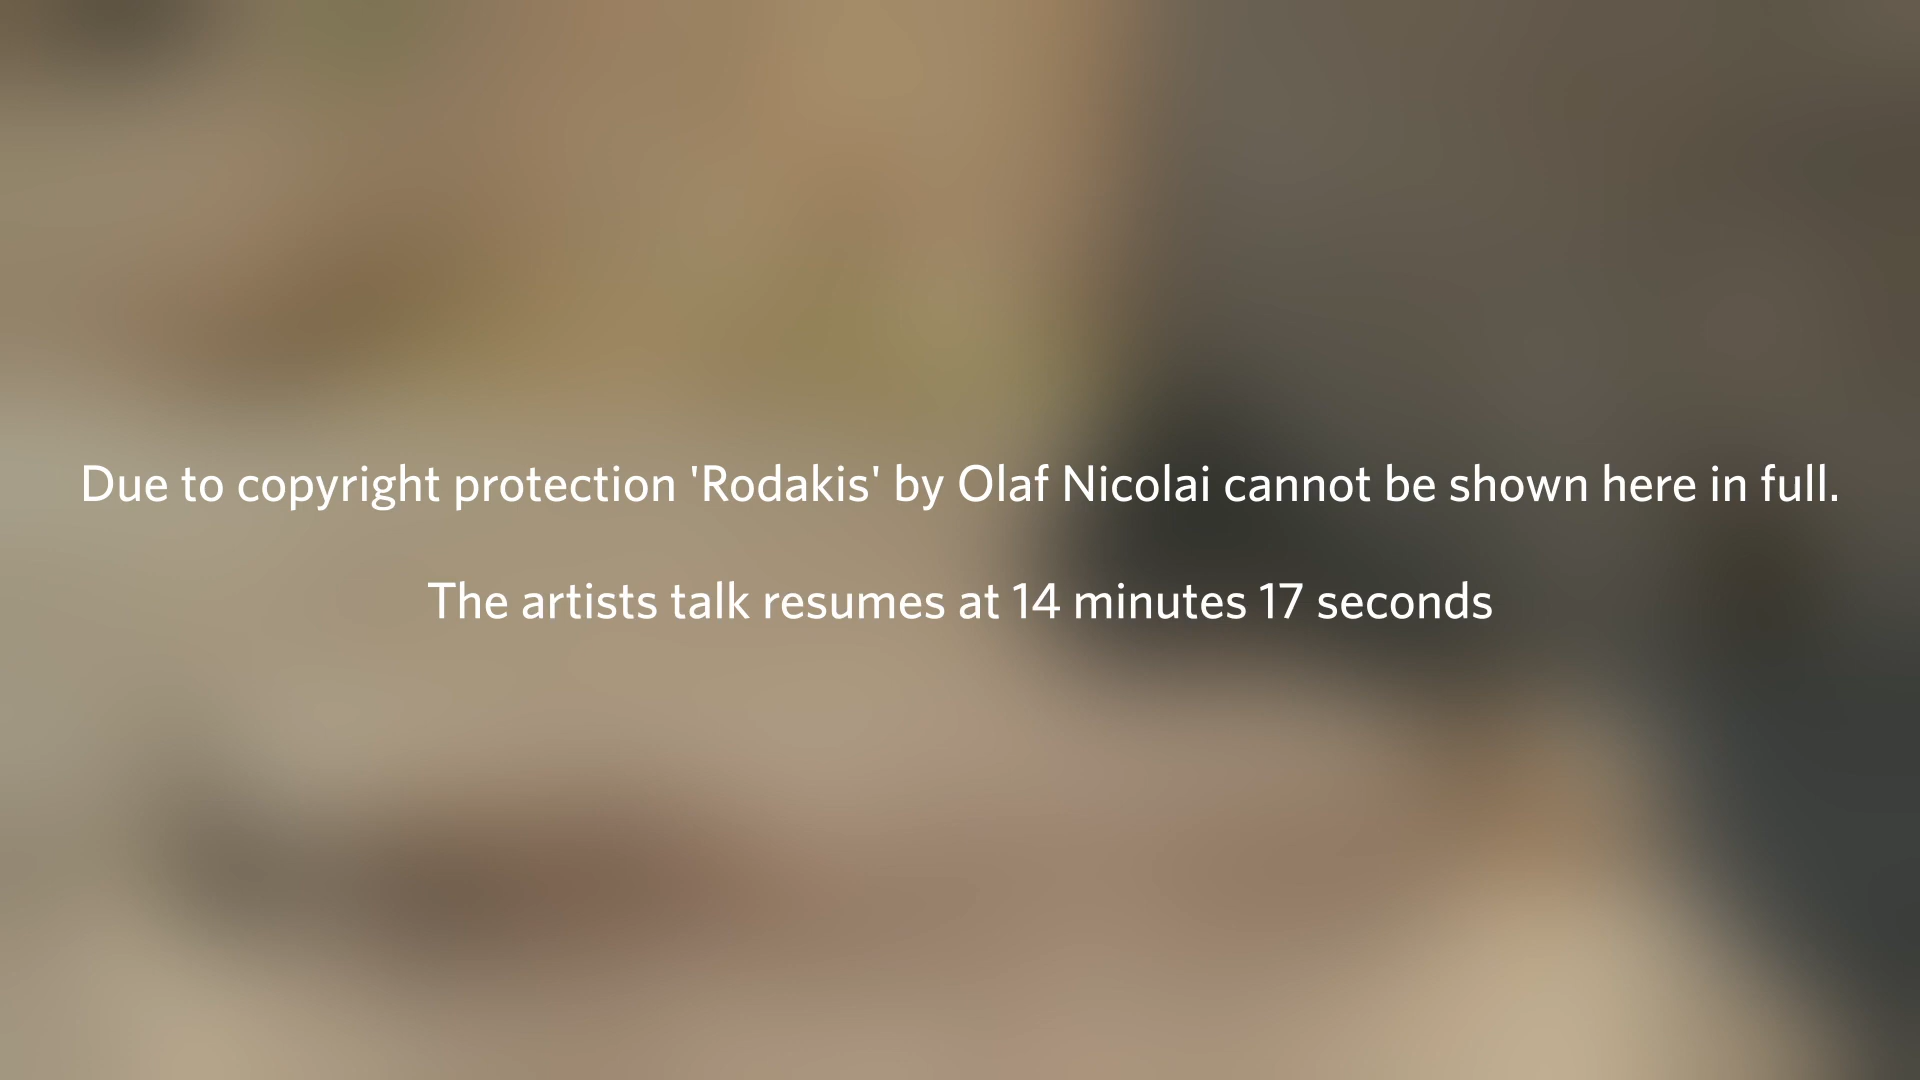 Due to copyright protection 'Rodakis' by Olaf Nicolai cannot be shown here in full.
The artists talk resumes at 14 minutes 17 seconds